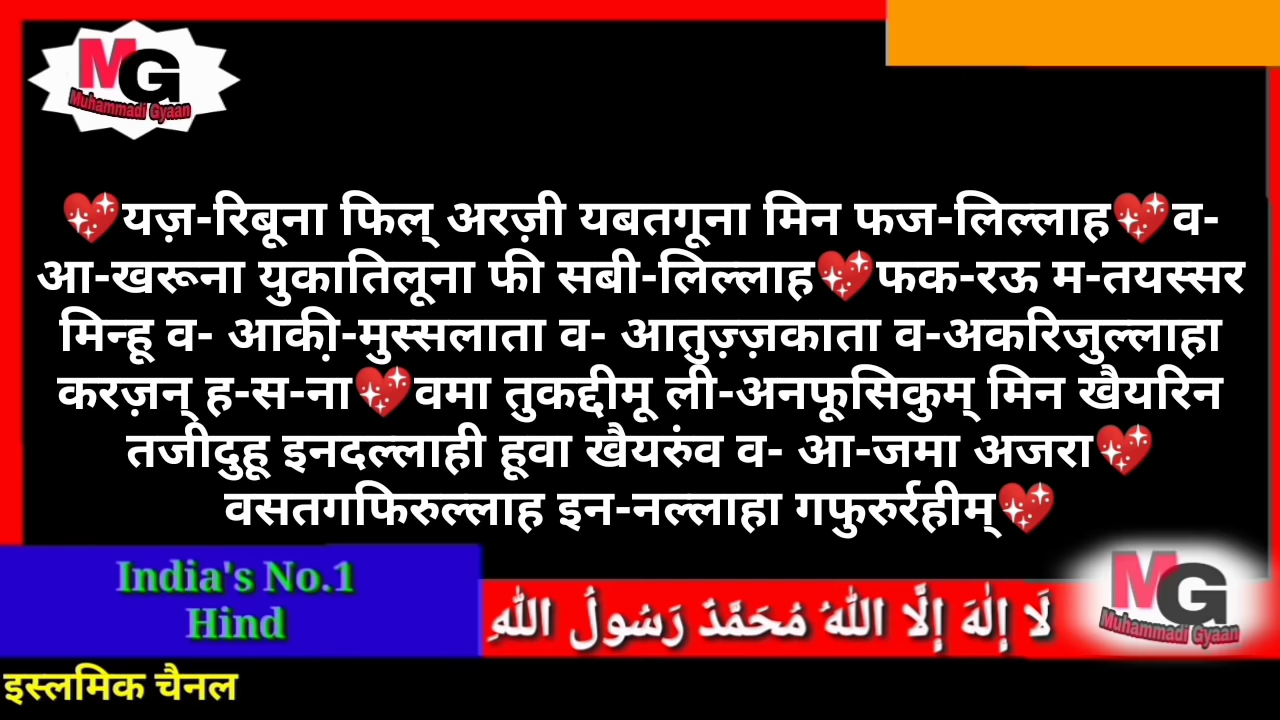 MG
Muhammadi Gyaan
💖यज़-रिबूना फिल् अरज़ी यबतगूना मिन फज-लिल्लाह💖व-
आ-खरूना युकातिलूना फी सबी-लिल्लाह💖फक-रऊ म-तयस्सर
मिन्हू व- आकी़-मुस्सलाता व- आतुज़्ज़काता व-अकरिजुल्लाहा
करज़न् ह-स-ना💖वमा तुकद्दीमू ली-अनफूसिकुम् मिन खैयरिन
तजीदुहू इनदल्लाही हूवा खैयरुंव व- आ-जमा अजरा💖
वसतगफिरुल्लाह इन-नल्लाहा गफुरुर्रहीम्💖
India's No.1
Hind
لَا إِلٰهَ إِلَّا اللّٰهُ مُحَمَّدٌ رَسُولُ اللّٰهِ
MG
Muhammadi Gyaan
इस्लमिक चैनल